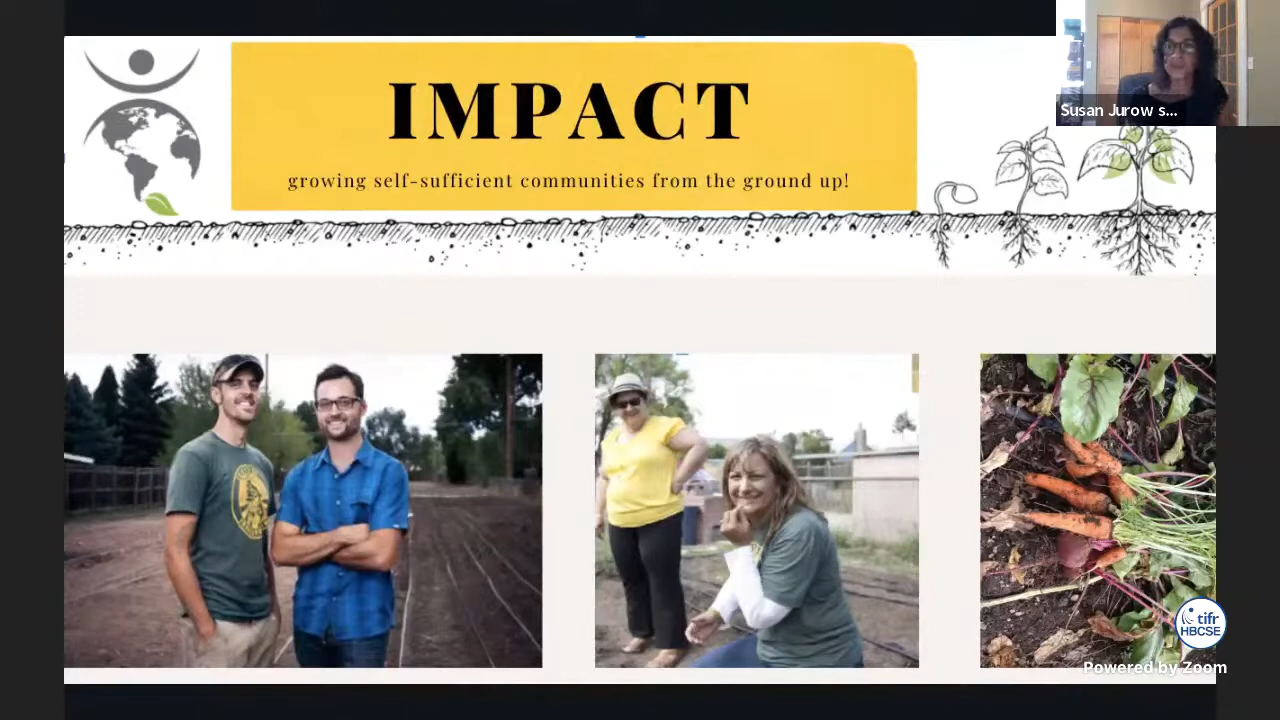 IMPACT
growing self-sufficient communities from the ground up!
Susan Jurow s...
tifr
HBCSE
Powered by Zoom